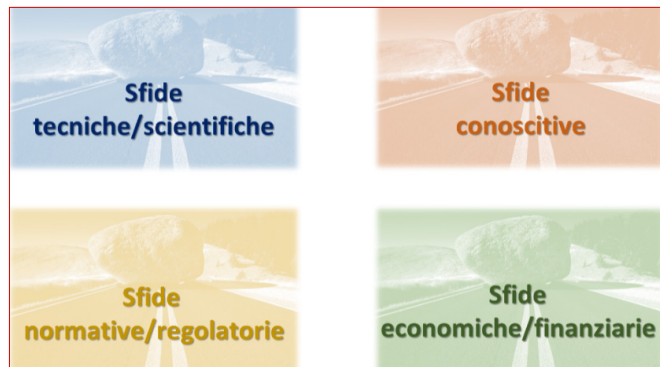 Sfide
tecniche/scientifiche
Sfide
conoscitive
Sfide
normative/regolatorie
Sfide
economiche/finanziarie